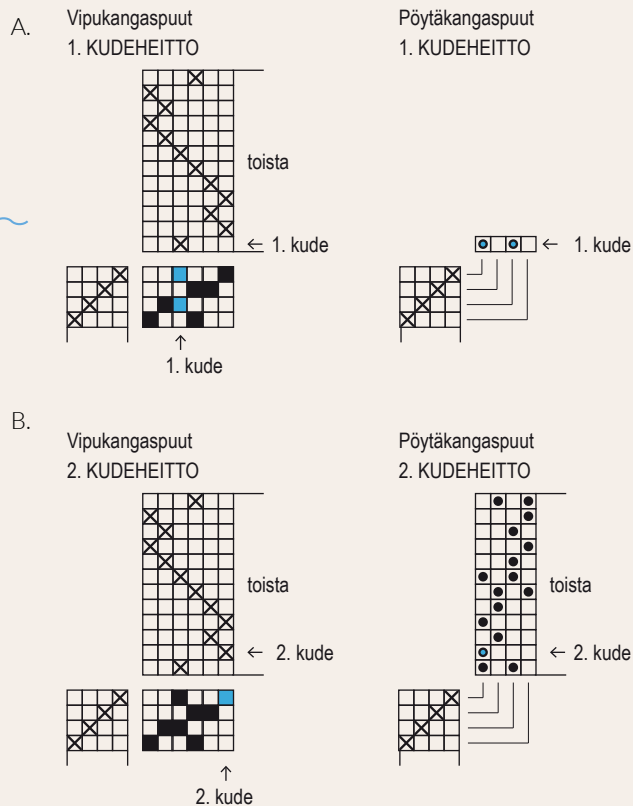 A.
Vipukangaspuut
1. KUDEHEITTO
Pöytäkangaspuut
1. KUDEHEITTO
toista
← 1. kude
← 1. kude
↑
1. kude
B.
Vipukangaspuut
2. KUDEHEITTO
Pöytäkangaspuut
2. KUDEHEITTO
toista
toista
← 2. kude
← 2. kude
↑
2. kude